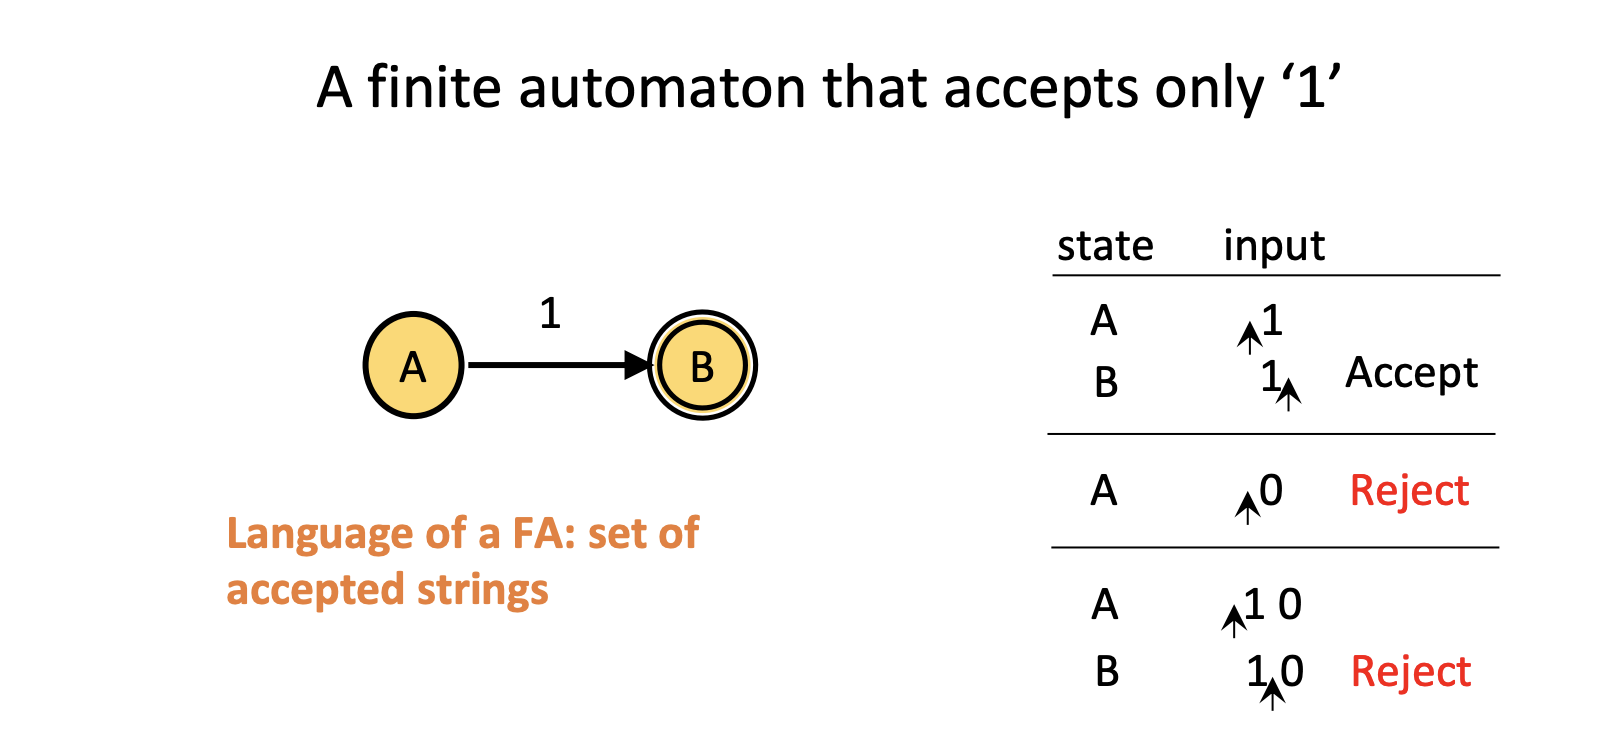 A finite automaton that accepts only ‘1’
1
A
B
Language of a FA: set of
accepted strings
state input
A 1
B 1 Accept
A 0 Reject
A 1 0
B 1 0 Reject